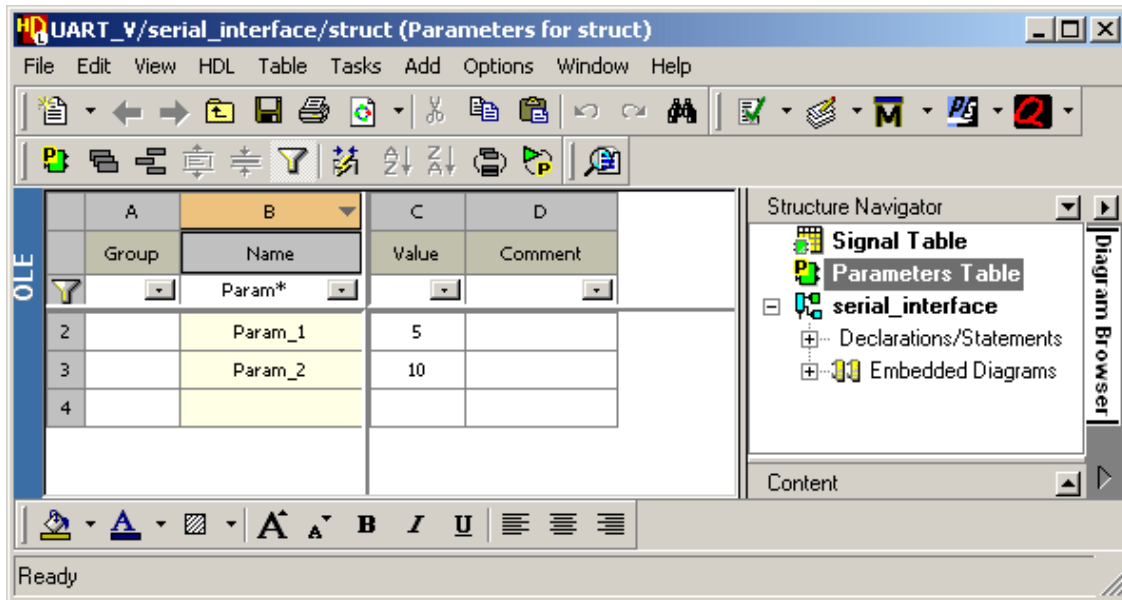 UART_V/serial_interface/struct (Parameters for struct)
File Edit View HDL Table Tasks Add Options Window Help
A B C D
Group Name Value Comment
Param*
2 Param_1 5
3 Param_2 10
4
OLE
Structure Navigator
Signal Table
Parameters Table
serial_interface
Declarations/Statements
Embedded Diagrams
Content
Diagram Browser
A A A B I U
Ready